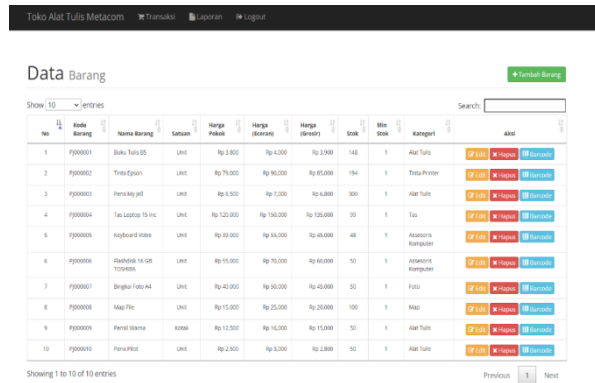 Toko Alat Tulis Metacom Transaksi Laporan Logout
Data Barang
+ Tambah Barang
Show 10 entries Search:
No Kode Barang Nama Barang Satuan Harga Pokok Harga (Eceran) Harga (Grosir) Stok Min Stok Kategori Aksi
1 PJ000001 Buku Tulis B5 Unit Rp 3.800 Rp 4.000 Rp 3.900 148 1 Alat Tulis Edit Hapus Barcode
2 PJ000002 Tinta Epson Unit Rp 79.000 Rp 90.000 Rp 85.000 194 1 Tinta Printer Edit Hapus Barcode
3 PJ000003 Pena My Jell Unit Rp 6.500 Rp 7.000 Rp 6.800 300 1 Alat Tulis Edit Hapus Barcode
4 PJ000004 Tas Leptop 15 Inc Unit Rp 120.000 Rp 150.000 Rp 135.000 99 1 Tas Edit Hapus Barcode
5 PJ000005 Keyboard Votre Unit Rp 48.000 1 Assesoris Komputer Edit Hapus Barcode
6 PJ000006 Flashdisk 16 GB TOSHIBA Unit Rp 55.000 Rp 70.000 Rp 60.000 50 1 Assesoris Komputer Edit Hapus Barcode
7 PJ000007 Bingkai Foto A4 Unit Rp 40.000 Rp 50.000 Rp 45.000 50 1 Foto Edit Hapus Barcode
8 PJ000008 Map File Unit Rp 15.000 Rp 25.000 Rp 20.000 100 1 Map Edit Hapus Barcode
9 PJ000009 Pensil Warna Kotak Rp 12.500 Rp 16.000 Rp 15.000 50 1 Alat Tulis Edit Hapus Barcode
10 PJ000010 Pena Pilot Unit Rp 2.500 Rp 3.000 Rp 2.800 50 1 Alat Tulis Edit Hapus Barcode
Showing 1 to 10 of 10 entries Previous 1 Next